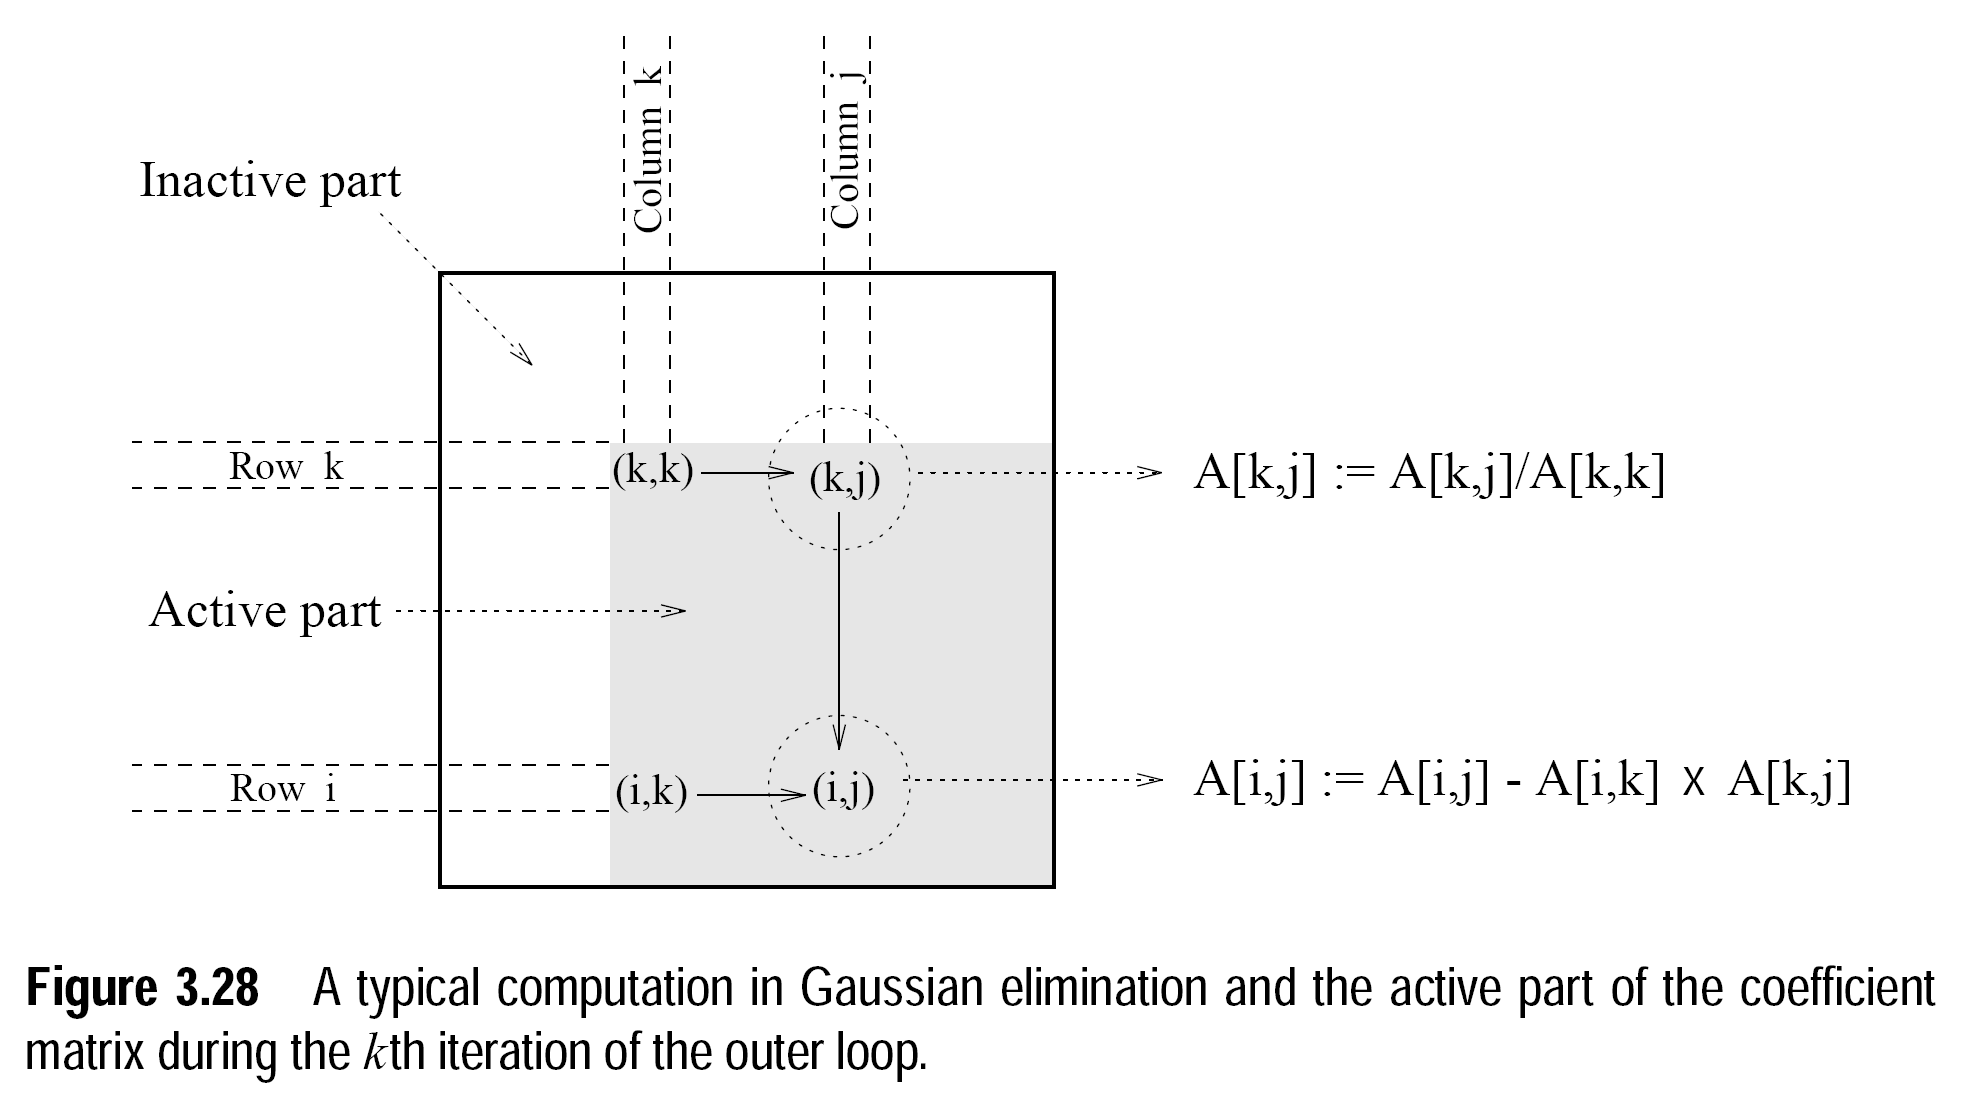 Column k
Column j
Inactive part
Row k
(k,k)
(k,j)
A[k,j] := A[k,j]/A[k,k]
Active part
Row i
(i,k)
(i,j)
A[i,j] := A[i,j] - A[i,k] x A[k,j]
Figure 3.28 A typical computation in Gaussian elimination and the active part of the coefficient
matrix during the kth iteration of the outer loop.